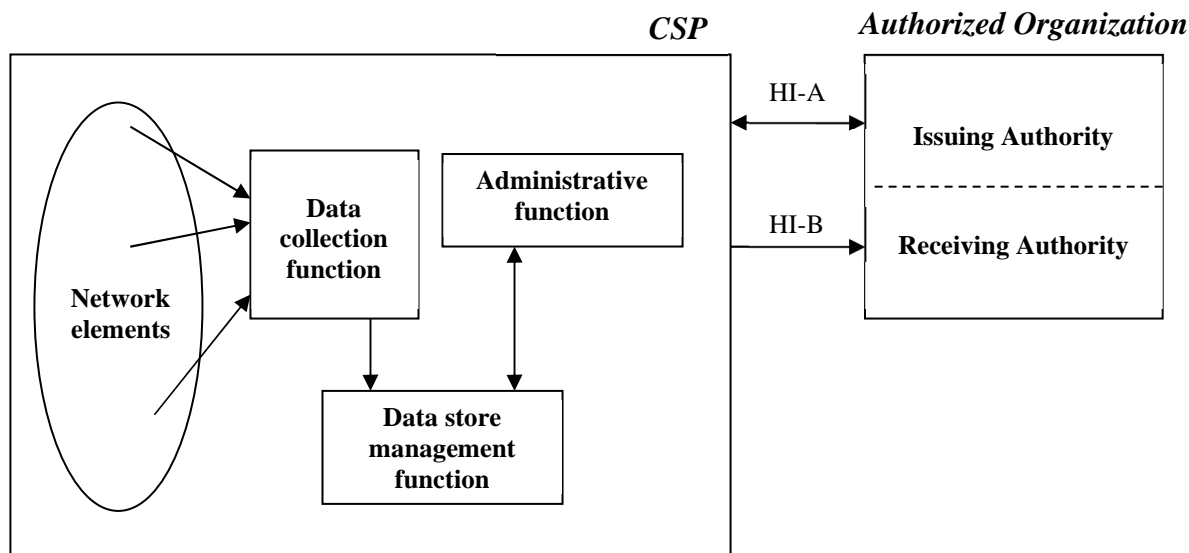 CSP
Authorized Organization
HI-A
Issuing Authority
Administrative
function
Data
collection
function
HI-B
Receiving Authority
Network
elements
Data store
management
function